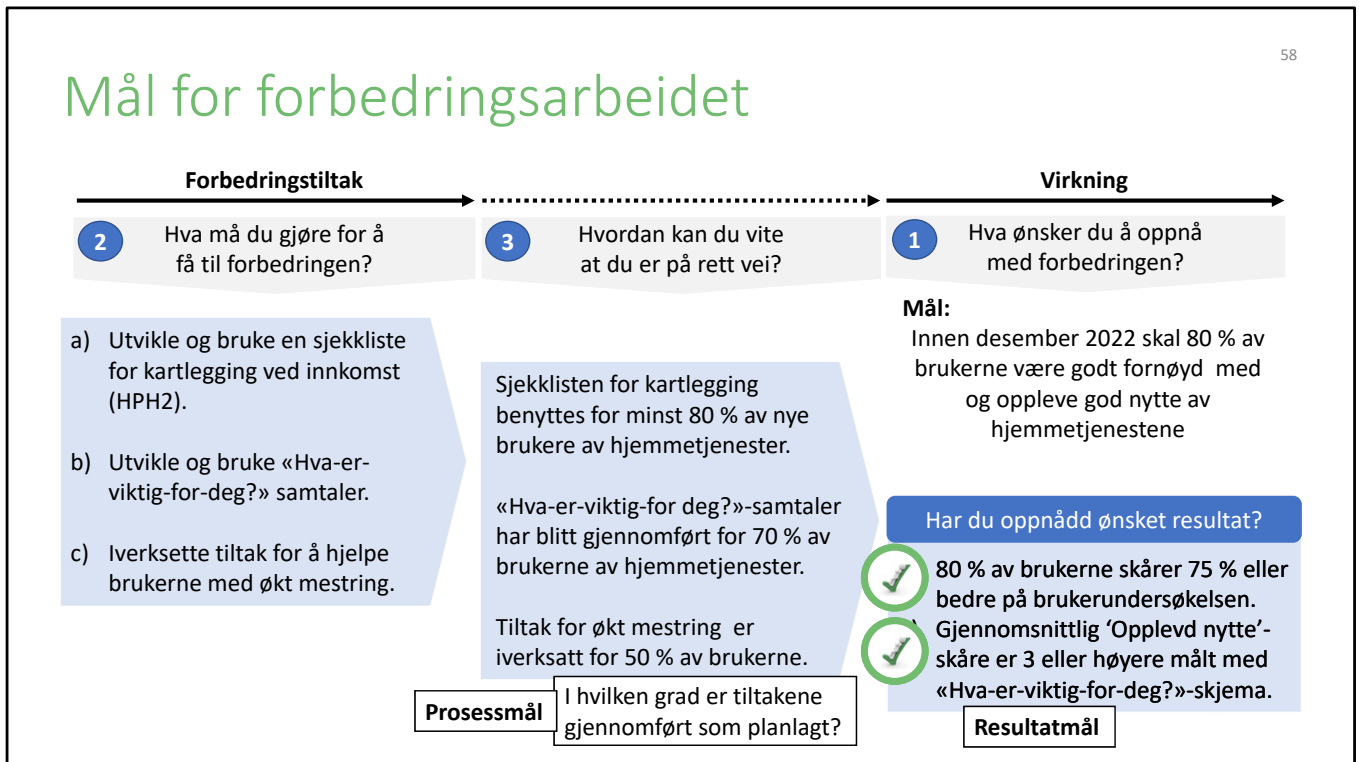 58
Mål for forbedringsarbeidet
Forbedringstiltak
Virkning
2
Hva må du gjøre for å
få til forbedringen?
3
Hvordan kan du vite
at du er på rett vei?
1
Hva ønsker du å oppnå
med forbedringen?
a) Utvikle og bruke en sjekkliste
for kartlegging ved innkomst
(HPH2).
b) Utvikle og bruke «Hva-er-
viktig-for-deg?» samtaler.
c) Iverksette tiltak for å hjelpe
brukerne med økt mestring.
Sjekklisten for kartlegging
benyttes for minst 80 % av nye
brukere av hjemmetjenester.
«Hva-er-viktig-for deg?»-samtaler
har blitt gjennomført for 70 % av
brukerne av hjemmetjenester.
Tiltak for økt mestring er
iverksatt for 50 % av brukerne.
Prosessmål
I hvilken grad er tiltakene
gjennomført som planlagt?
Mål:
Innen desember 2022 skal 80 % av
brukerne være godt fornøyd med
og oppleve god nytte av
hjemmetjenestene
Har du oppnådd ønsket resultat?
80 % av brukerne skårer 75 % eller
bedre på brukerundersøkelsen.
Gjennomsnittlig ‘Opplevd nytte’-
skåre er 3 eller høyere målt med
«Hva-er-viktig-for-deg?»-skjema.
Resultatmål